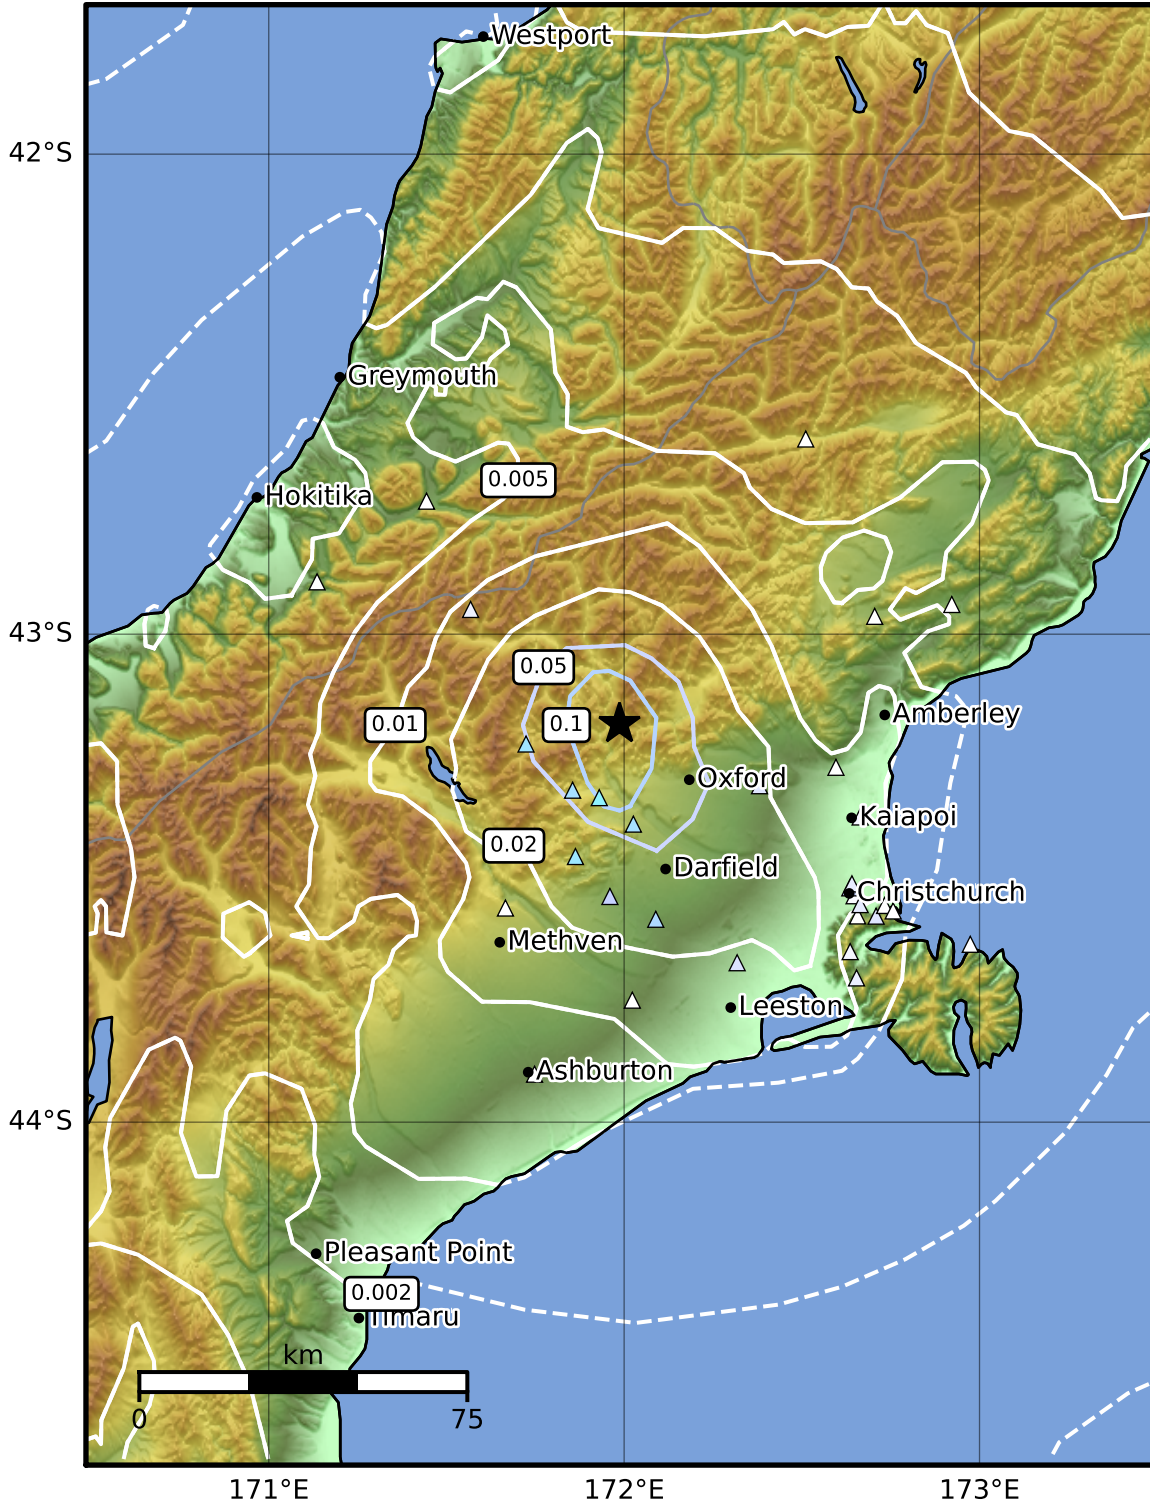 Westport
42°S
Greymouth
0.005
Hokitika
43°S
0.05
0.01
0.1
Amberley
Oxford
Kaiapoi
0.02
Darfield
Christchurch
Methven
Leeston
Ashburton
44°S
Pleasant Point
0.002
Timaru
km
0 75
171°E 172°E 173°E